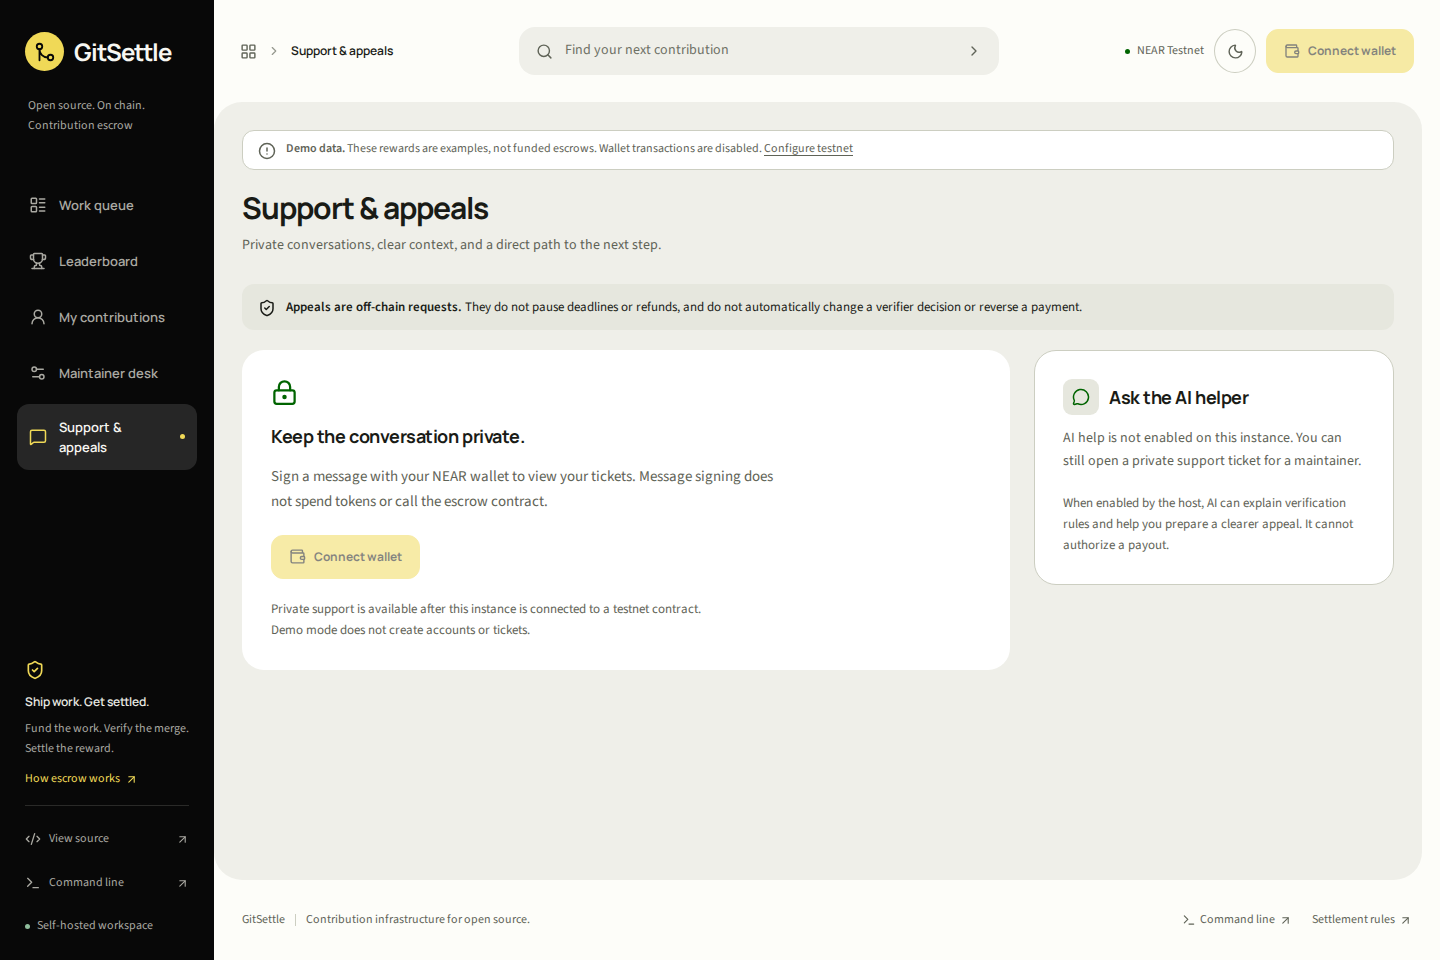 GitSettle
Open source. On chain.
Contribution escrow
Work queue
Leaderboard
My contributions
Maintainer desk
Support &
appeals
Ship work. Get settled.
Fund the work. Verify the merge.
Settle the reward.
How escrow works
View source
Command line
Self-hosted workspace
Support & appeals
Find your next contribution
NEAR Testnet
Connect wallet
Demo data. These rewards are examples, not funded escrows. Wallet transactions are disabled. Configure testnet
Support & appeals
Private conversations, clear context, and a direct path to the next step.
Appeals are off-chain requests. They do not pause deadlines or refunds, and do not automatically change a verifier decision or reverse a payment.
Keep the conversation private.
Sign a message with your NEAR wallet to view your tickets. Message signing does
not spend tokens or call the escrow contract.
Connect wallet
Private support is available after this instance is connected to a testnet contract.
Demo mode does not create accounts or tickets.
Ask the AI helper
AI help is not enabled on this instance. You can
still open a private support ticket for a maintainer.
When enabled by the host, AI can explain verification
rules and help you prepare a clearer appeal. It cannot
authorize a payout.
GitSettle
Contribution infrastructure for open source.
Command line
Settlement rules